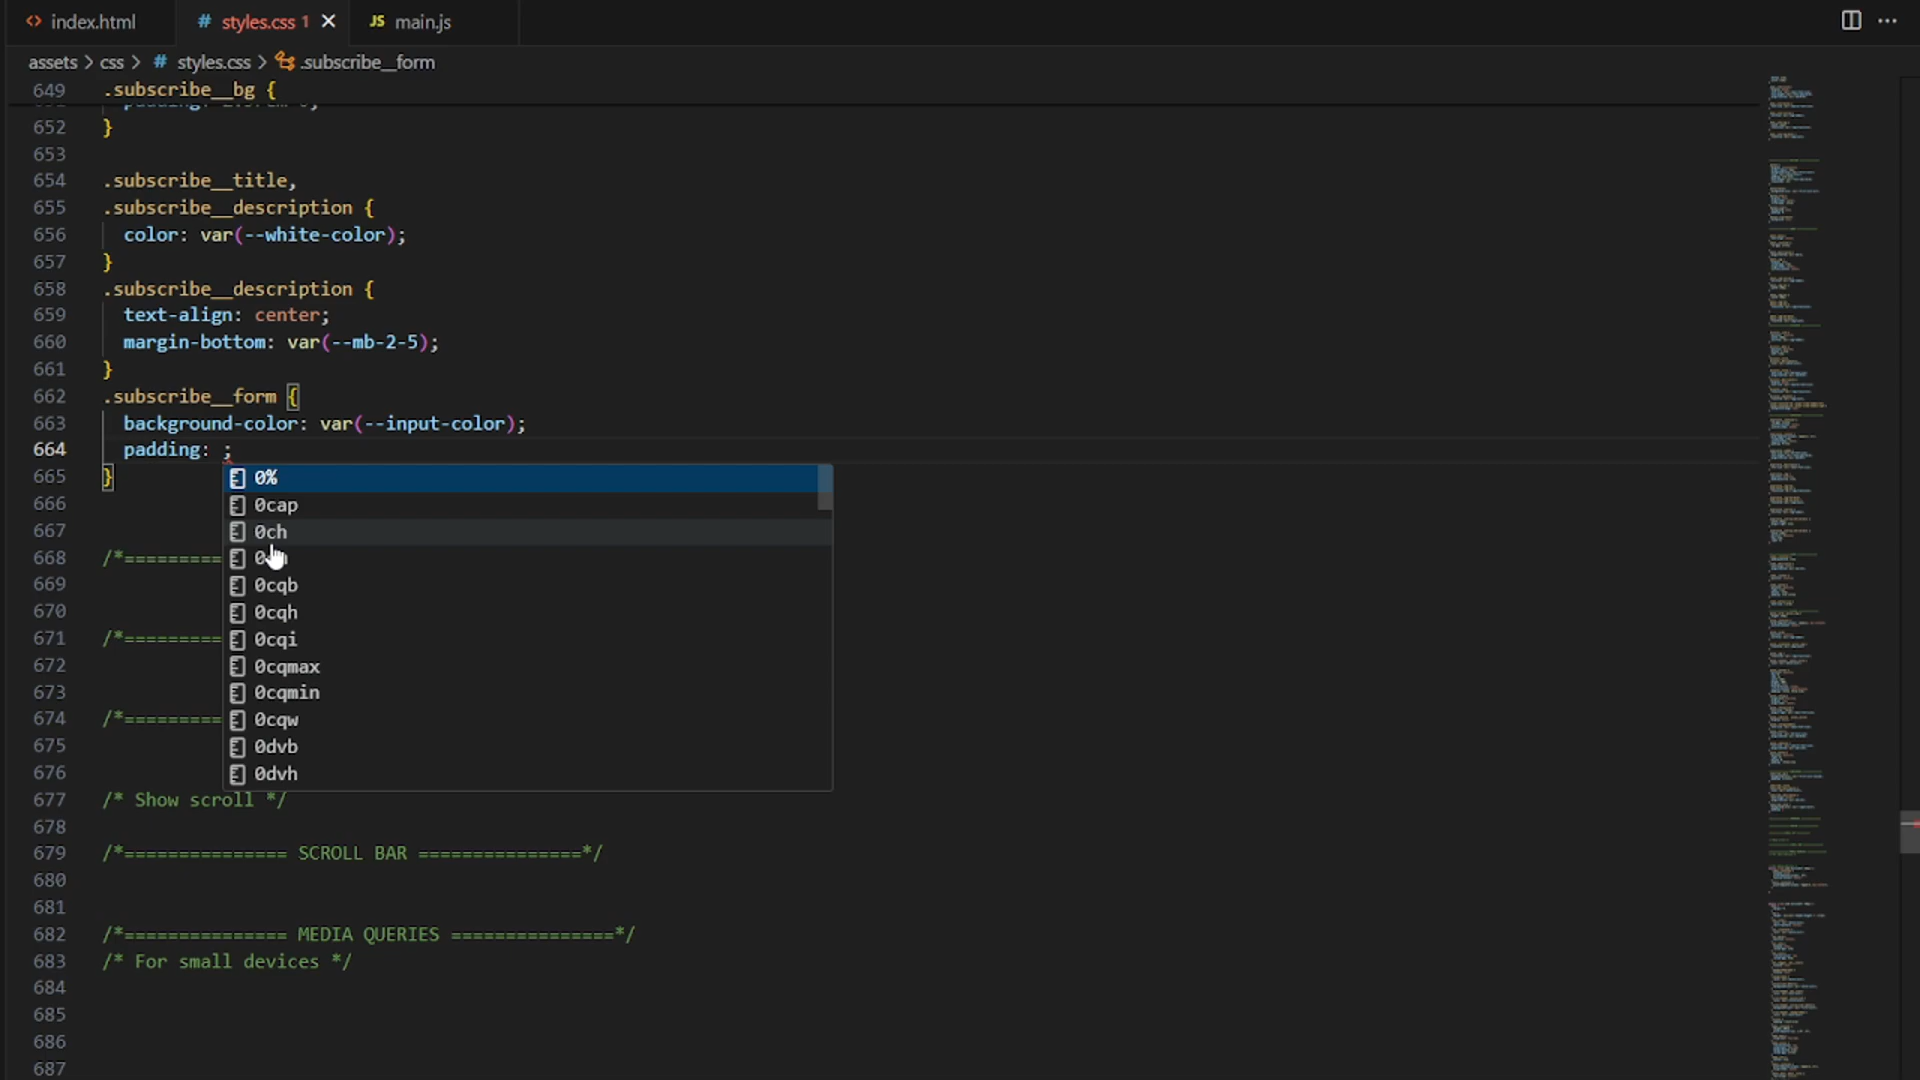 index.html
styles.css 1
JS main.js
assets > css > # styles.css > .subscribe__form
649 .subscribe__bg {
652 }
653
654 .subscribe__title,
655 .subscribe__description {
656 color: var(--white-color);
657 }
658 .subscribe__description {
659 text-align: center;
660 margin-bottom: var(--mb-2-5);
661 }
662 .subscribe__form {
663 background-color: var(--input-color);
664 padding: ;
665 }
0%
666
0cap
667
0ch
668 /*=========
669
0cqb
670
0cqh
671 /*=========
0cqi
672
0cqmax
673
0cqmin
674 /*=========
0cqw
675
0dvb
676
0dvh
677 /* Show scroll */
678
679 /*=============== SCROLL BAR ===============*/
680
681
682 /*=============== MEDIA QUERIES ===============*/
683 /* For small devices */
684
685
686
687